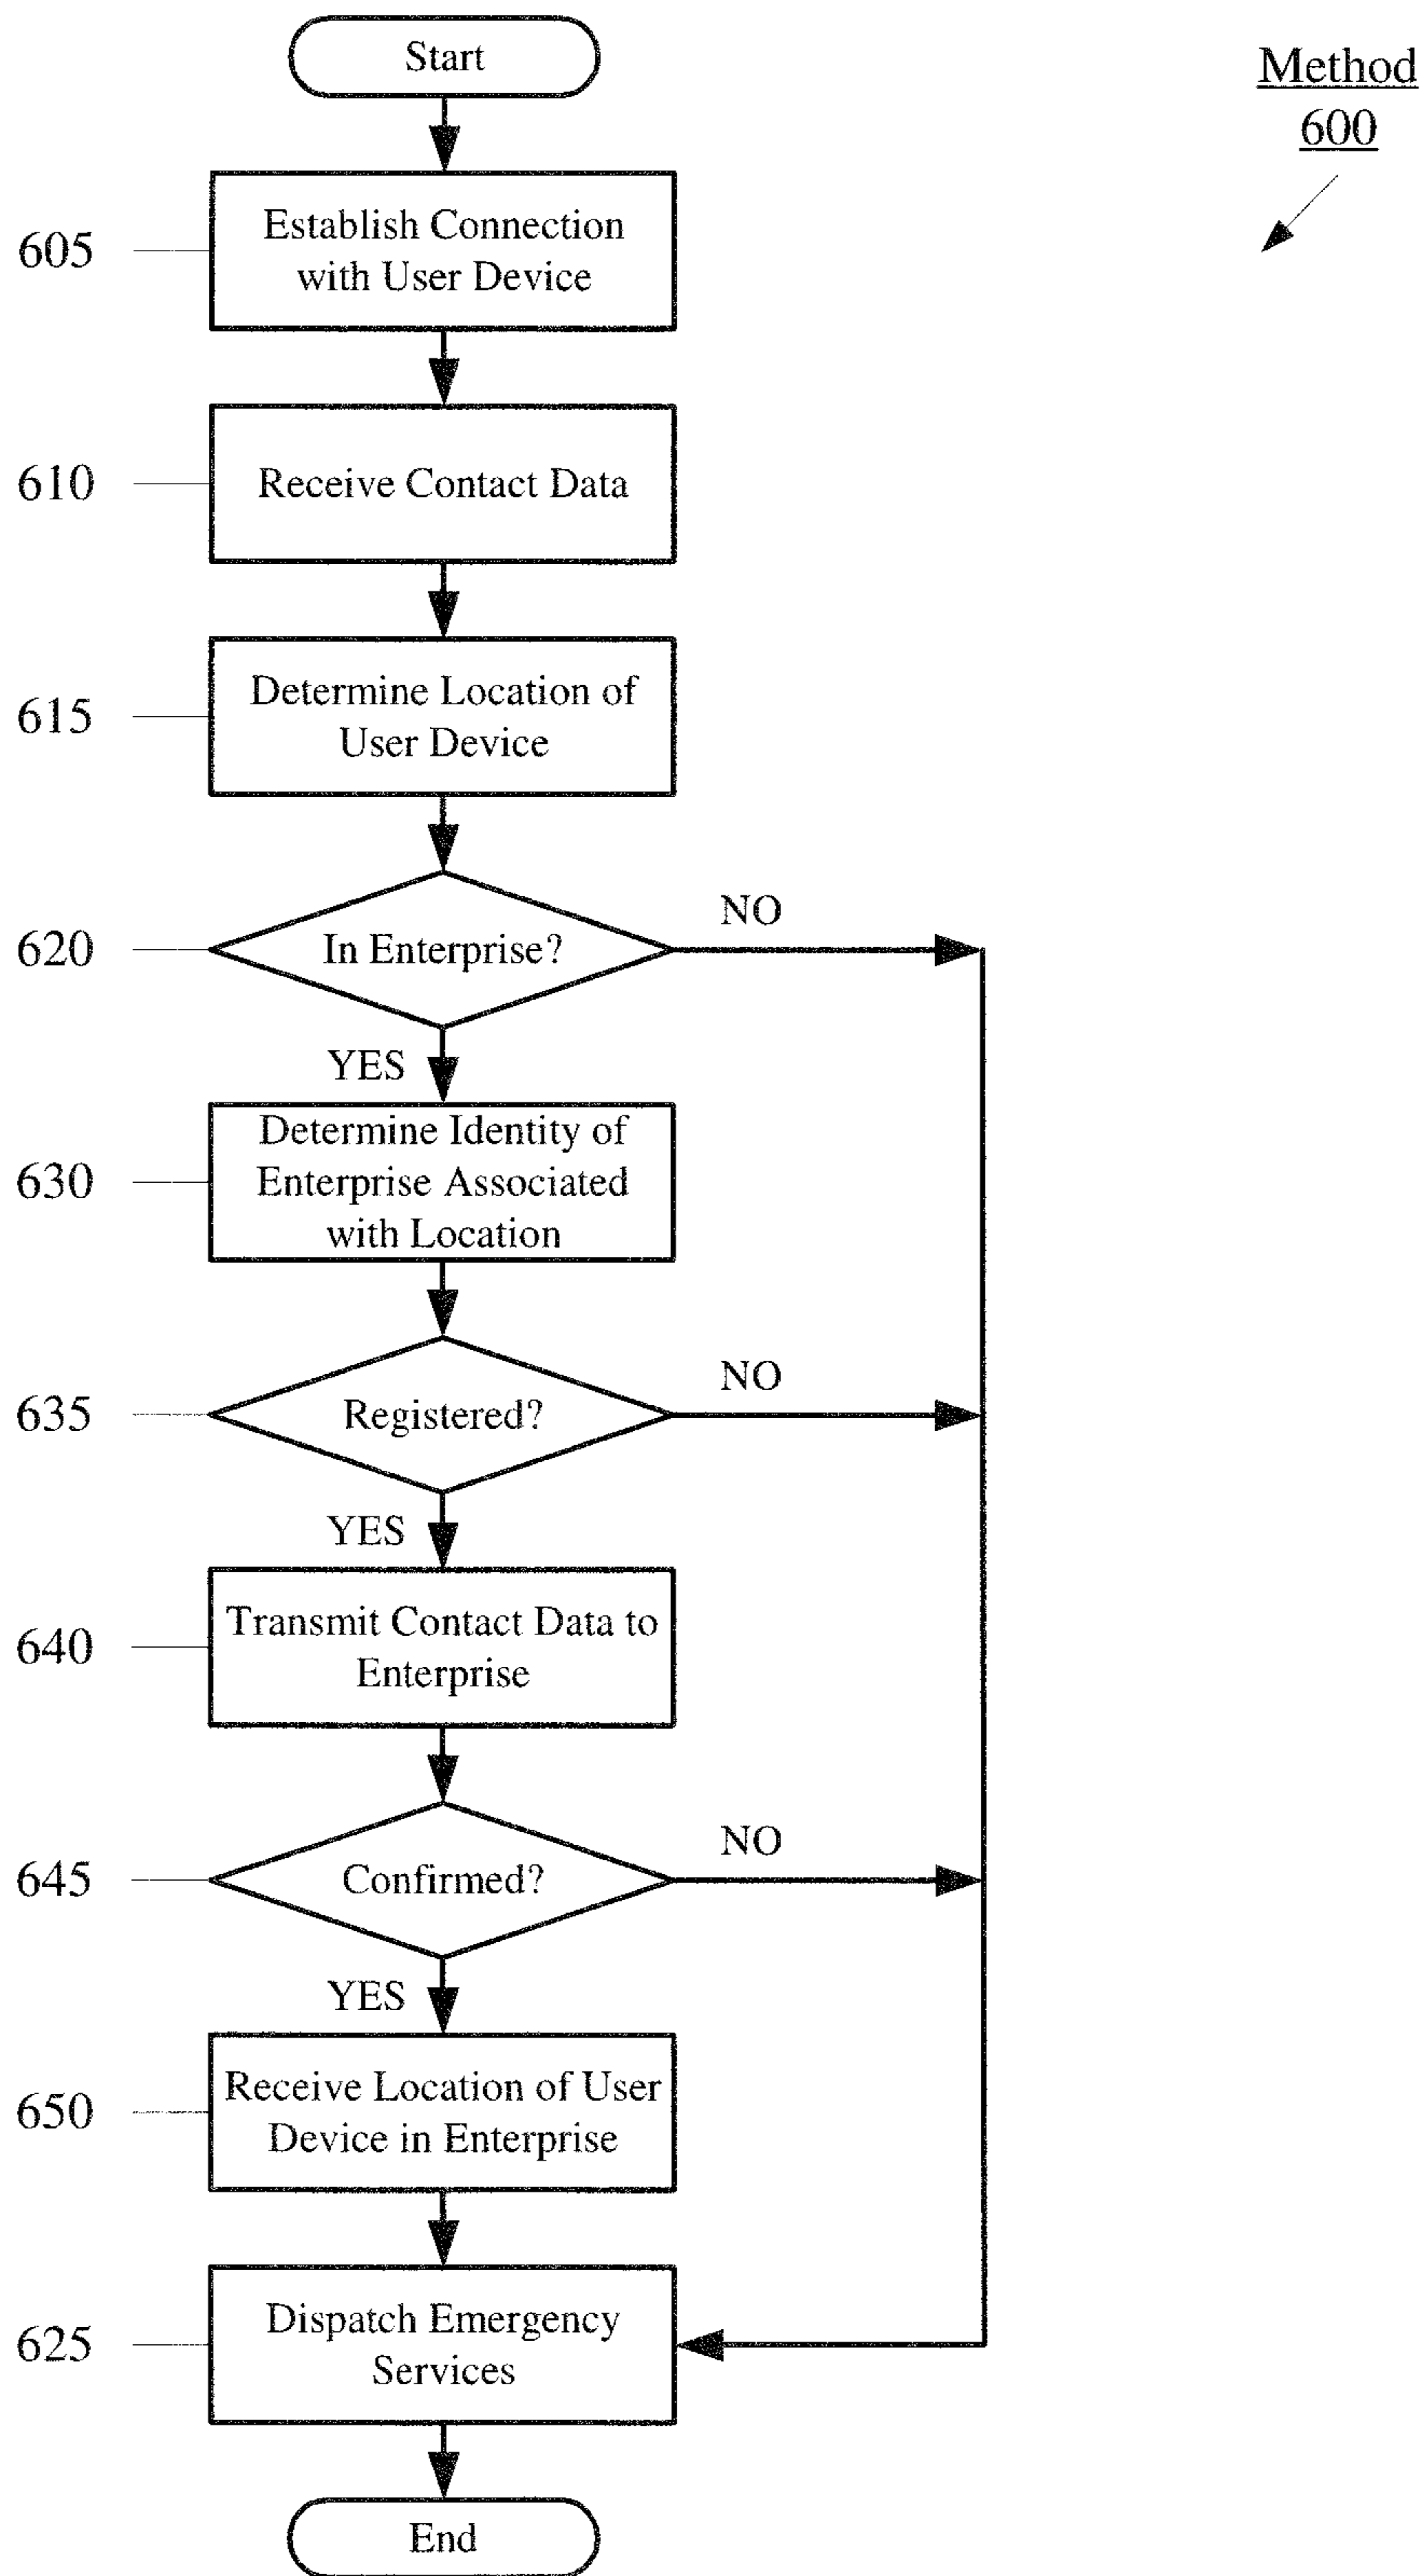 Start
Method
600
605
Establish Connection
with User Device
610
Receive Contact Data
615
Determine Location of
User Device
620
In Enterprise?
NO
YES
630
Determine Identity of
Enterprise Associated
with Location
635
Registered?
NO
YES
640
Transmit Contact Data to
Enterprise
645
Confirmed?
NO
YES
650
Receive Location of User
Device in Enterprise
625
Dispatch Emergency
Services
End